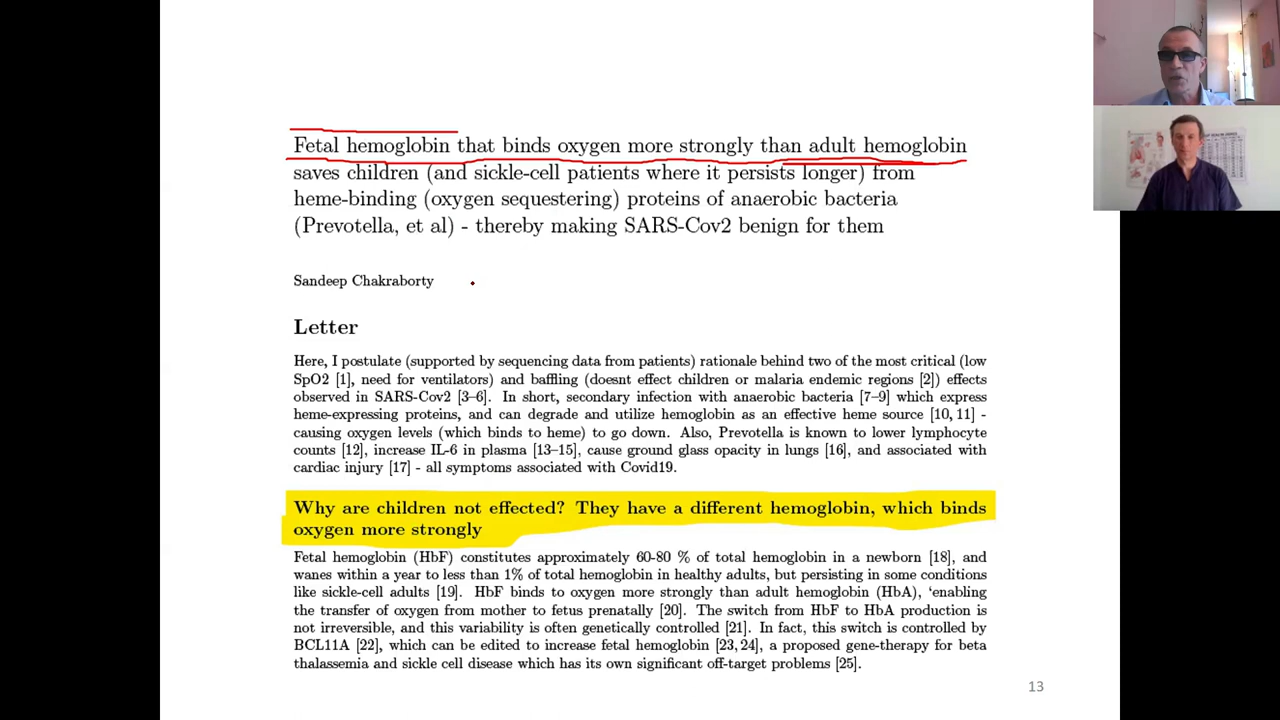 Fetal hemoglobin that binds oxygen more strongly than adult hemoglobin
saves children (and sickle-cell patients where it persists longer) from
heme-binding (oxygen sequestering) proteins of anaerobic bacteria
(Prevotella, et al) - thereby making SARS-Cov2 benign for them
Sandeep Chakraborty
Letter
Here, I postulate (supported by sequencing data from patients) rationale behind two of the most critical (low
SpO2 [1], need for ventilators) and baffling (doesnt effect children or malaria endemic regions [2]) effects
observed in SARS-Cov2 [3–6]. In short, secondary infection with anaerobic bacteria [7–9] which express
heme-expressing proteins, and can degrade and utilize hemoglobin as an effective heme source [10, 11] -
causing oxygen levels (which binds to heme) to go down. Also, Prevotella is known to lower lymphocyte
counts [12], increase IL-6 in plasma [13–15], cause ground glass opacity in lungs [16], and associated with
cardiac injury [17] - all symptoms associated with Covid19.
Why are children not effected? They have a different hemoglobin, which binds
oxygen more strongly
Fetal hemoglobin (HbF) constitutes approximately 60-80 % of total hemoglobin in a newborn [18], and
wanes within a year to less than 1% of total hemoglobin in healthy adults, but persisting in some conditions
like sickle-cell adults [19]. HbF binds to oxygen more strongly than adult hemoglobin (HbA), ‘enabling
the transfer of oxygen from mother to fetus prenatally [20]. The switch from HbF to HbA production is
not irreversible, and this variability is often genetically controlled [21]. In fact, this switch is controlled by
BCL11A [22], which can be edited to increase fetal hemoglobin [23, 24], a proposed gene-therapy for beta
thalassemia and sickle cell disease which has its own significant off-target problems [25].
13